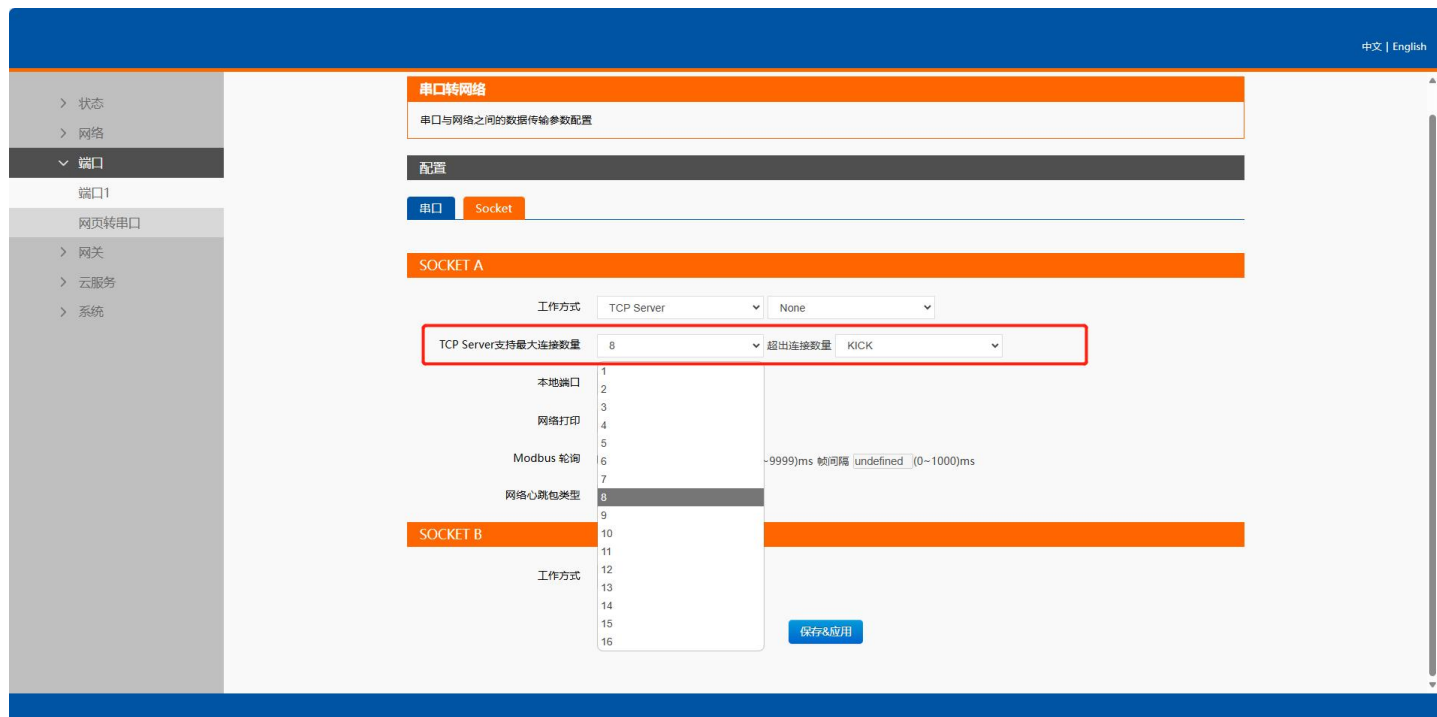 中文 | English
状态
网络
端口
端口1
网页转串口
网关
云服务
系统
串口转网络
串口与网络之间的数据传输参数配置
配置
串口 Socket
SOCKET A
工作方式 TCP Server None
TCP Server支持最大连接数量 8 超出连接数量 KICK
本地端口
网络打印
Modbus 轮询 ~9999)ms 帧间隔 undefined (0~1000)ms
网络心跳包类型
1
2
3
4
5
6
7
8
9
10
11
12
13
14
15
16
SOCKET B
工作方式
保存&应用